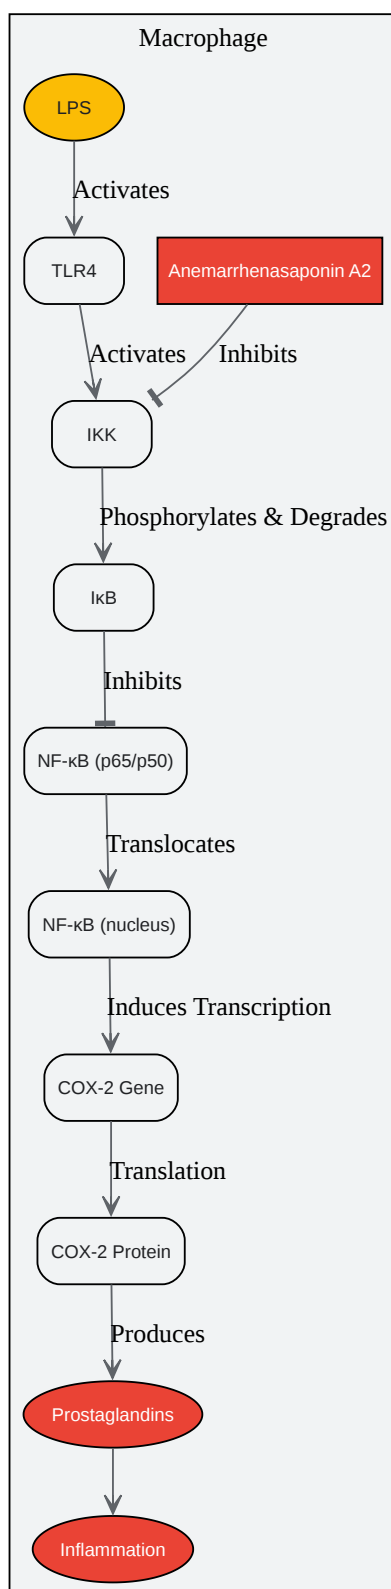 Macrophage
LPS
Activates
TLR4
Anemarrhenasaponin A2
Activates
Inhibits
IKK
Phosphorylates & Degrades
IκB
Inhibits
NF-κB (p65/p50)
Translocates
NF-κB (nucleus)
Induces Transcription
COX-2 Gene
Translation
COX-2 Protein
Produces
Prostaglandins
Inflammation